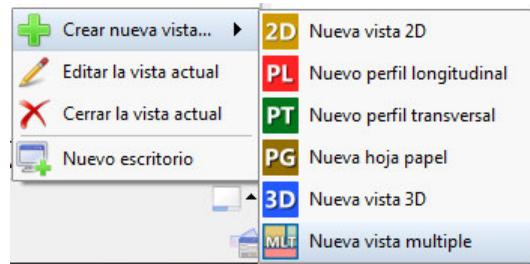 Crear nueva vista...
Editar la vista actual
Cerrar la vista actual
Nuevo escritorio
2D Nueva vista 2D
PL Nuevo perfil longitudinal
PT Nuevo perfil transversal
PG Nueva hoja papel
3D Nueva vista 3D
MLT Nueva vista multiple